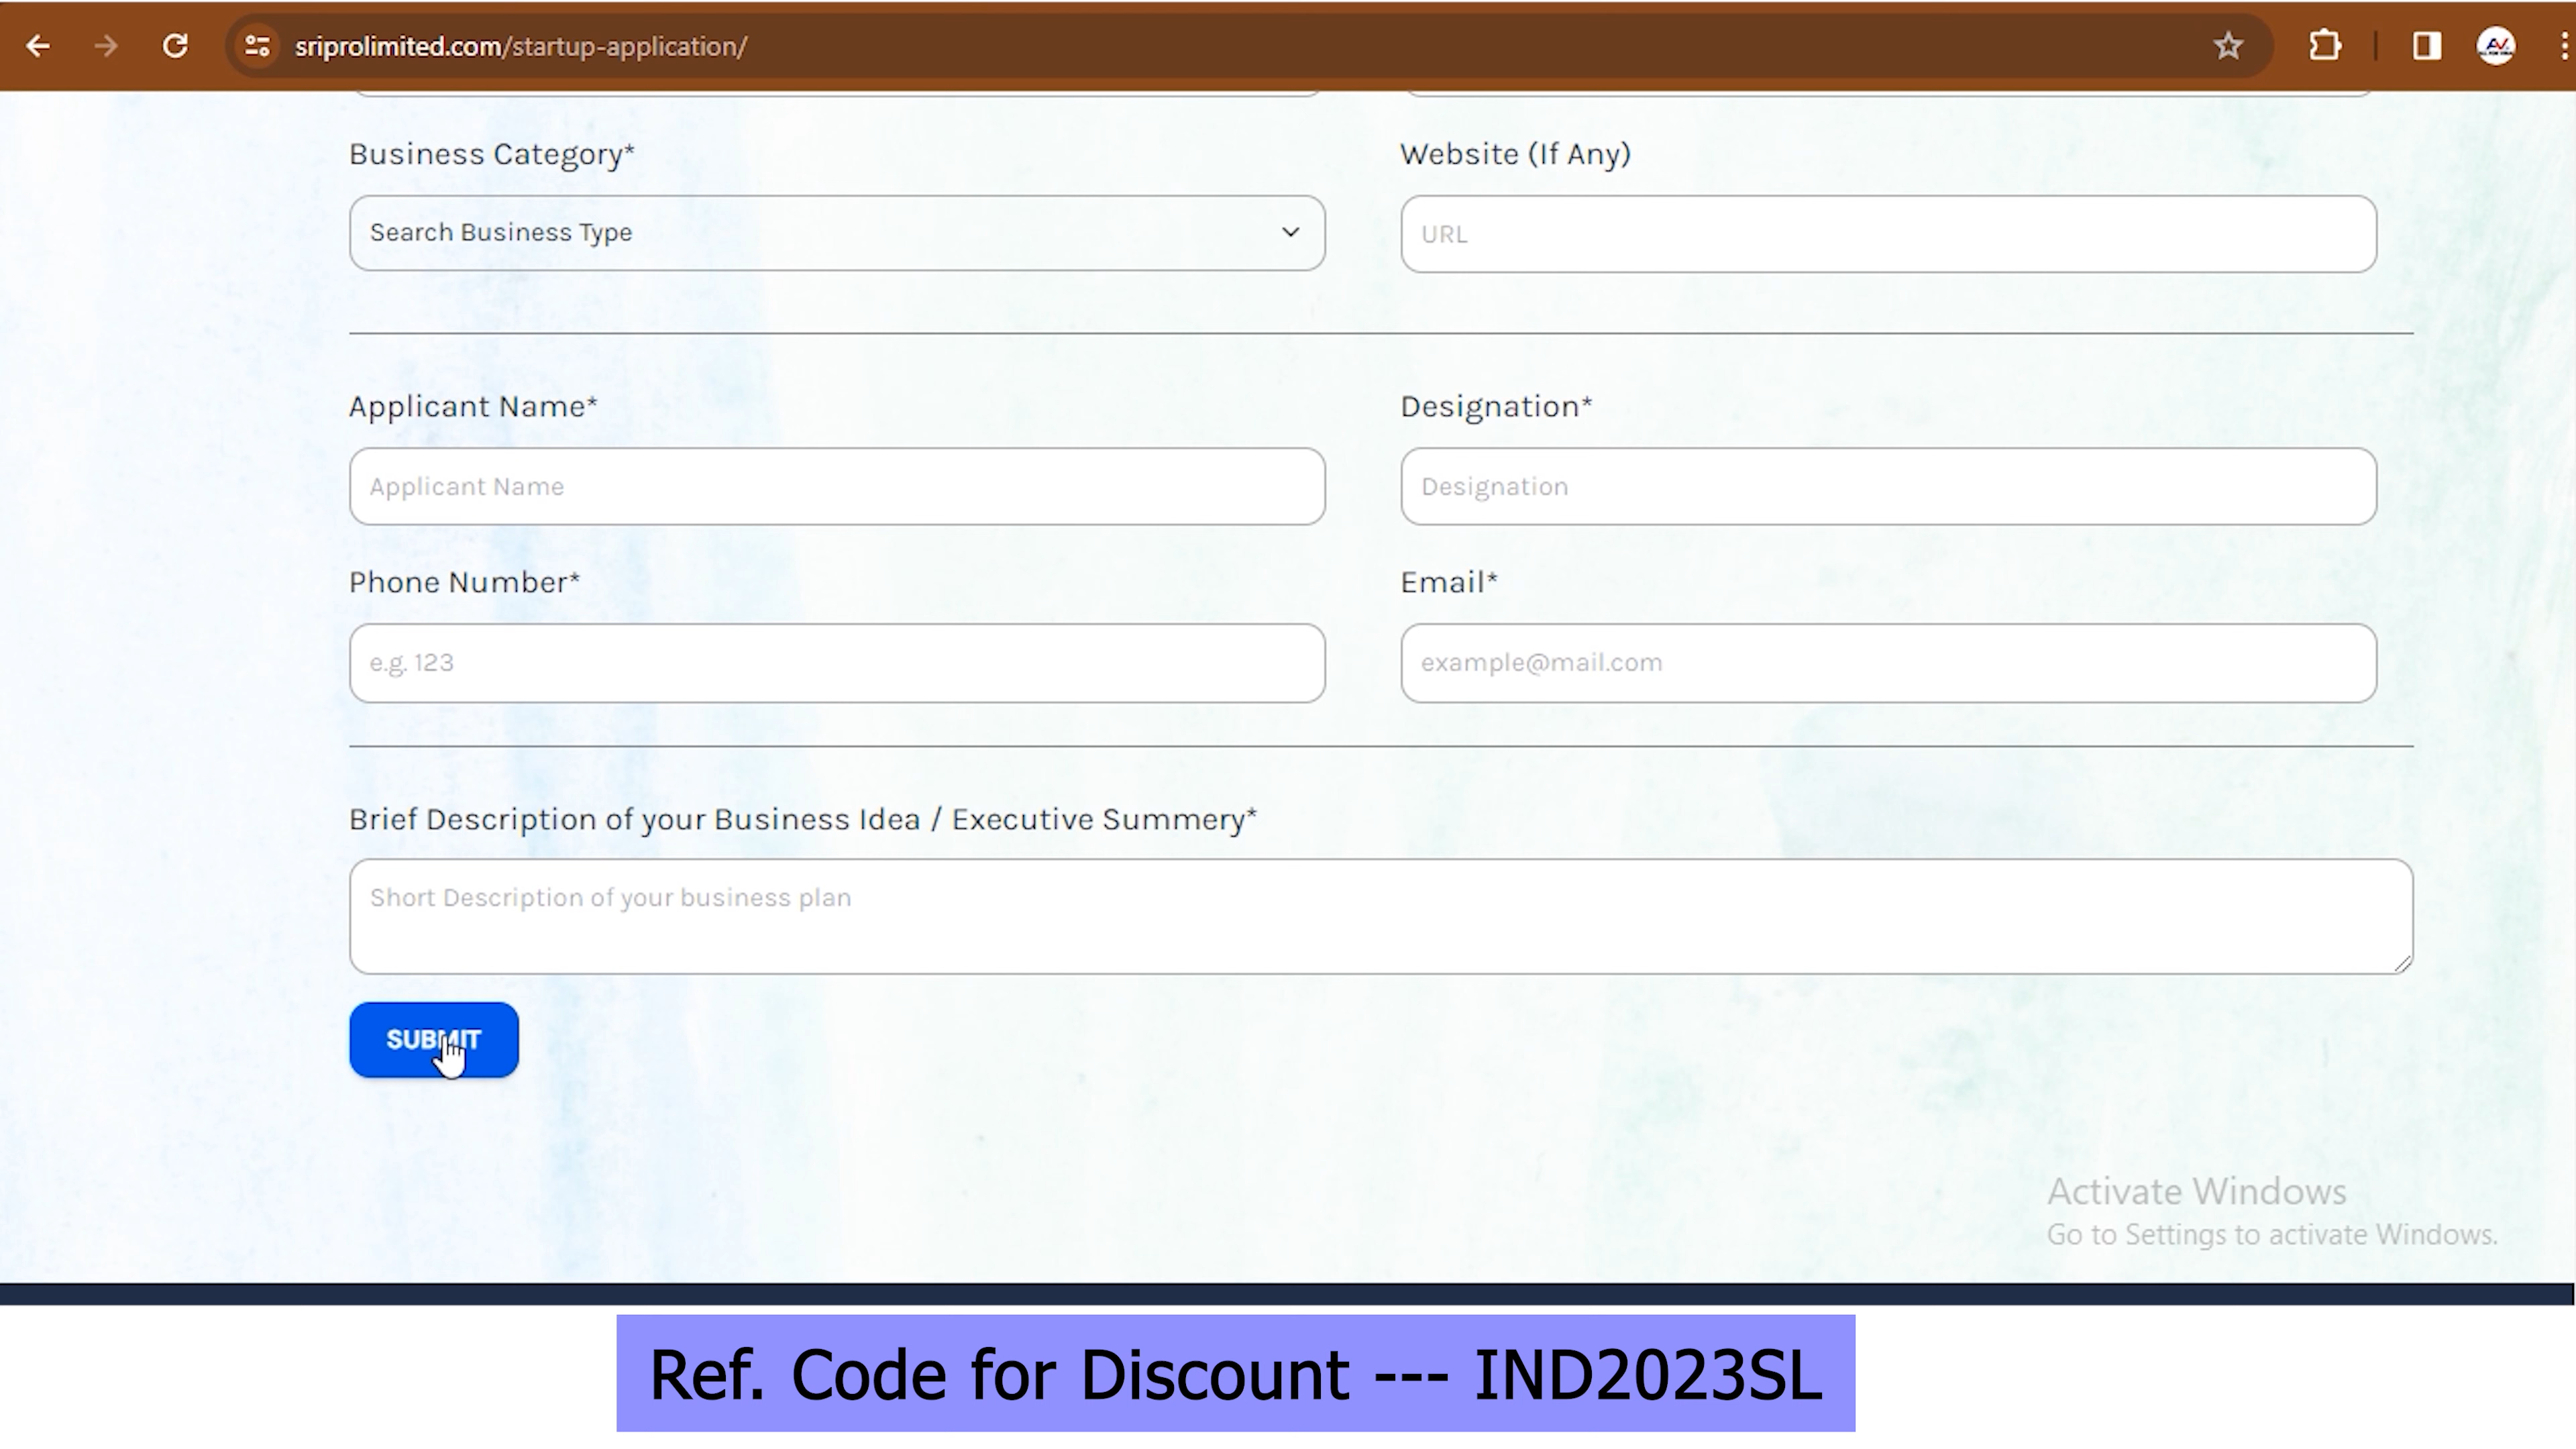 sriprolimited.com/startup-application/
Business Category*
Website (If Any)
Search Business Type
URL
Applicant Name*
Designation*
Applicant Name
Designation
Phone Number*
Email*
e.g. 123
example@mail.com
Brief Description of your Business Idea / Executive Summery*
Short Description of your business plan
SUBMIT
Activate Windows
Go to Settings to activate Windows.
Ref. Code for Discount --- IND2023SL